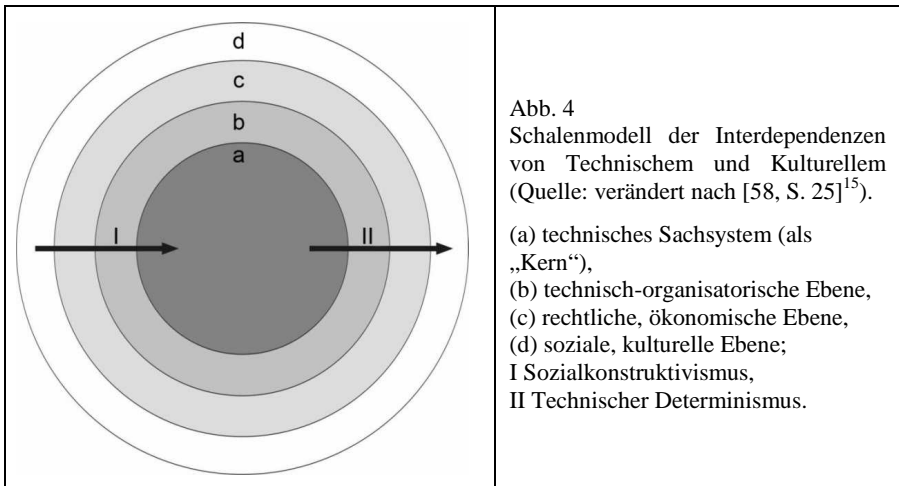 d
c
b
a
I
II
Abb. 4
Schalenmodell der Interdependenzen
von Technischem und Kulturellem
(Quelle: verändert nach [58, S. 25]15).
(a) technisches Sachsystem (als
„Kern“),
(b) technisch-organisatorische Ebene,
(c) rechtliche, ökonomische Ebene,
(d) soziale, kulturelle Ebene;
I Sozialkonstruktivismus,
II Technischer Determinismus.